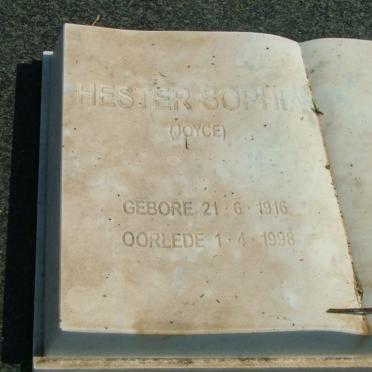 HESTER SOPHIA
(JOYCE)
GEBORE 21·6·1916
OORLEDE 1·4·1998